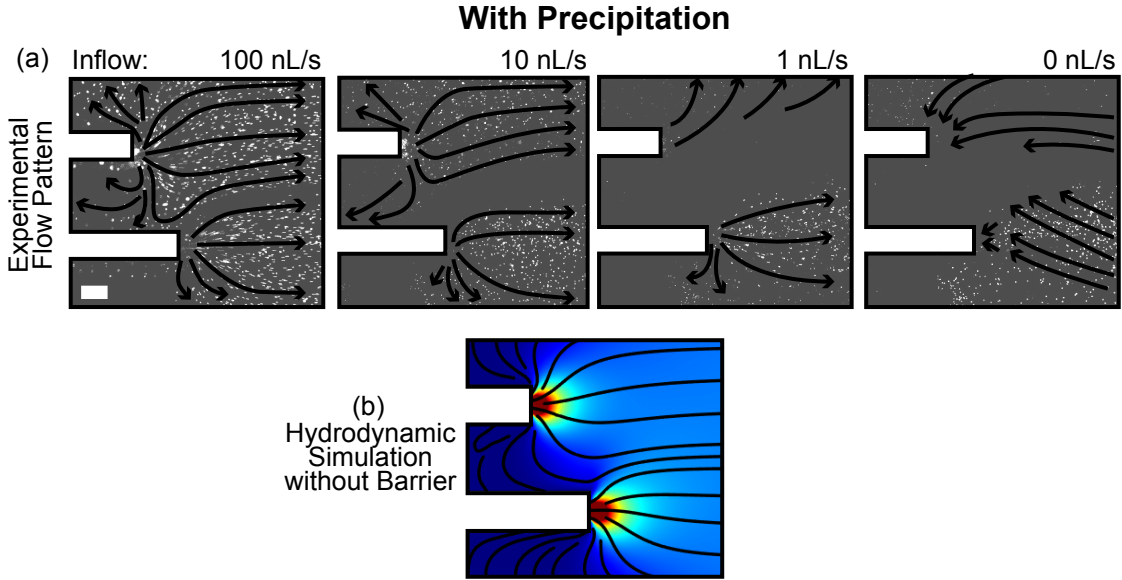 With Precipitation
(a) Inflow: 100 nL/s 10 nL/s 1 nL/s 0 nL/s
Experimental
Flow Pattern
(b)
Hydrodynamic
Simulation
without Barrier